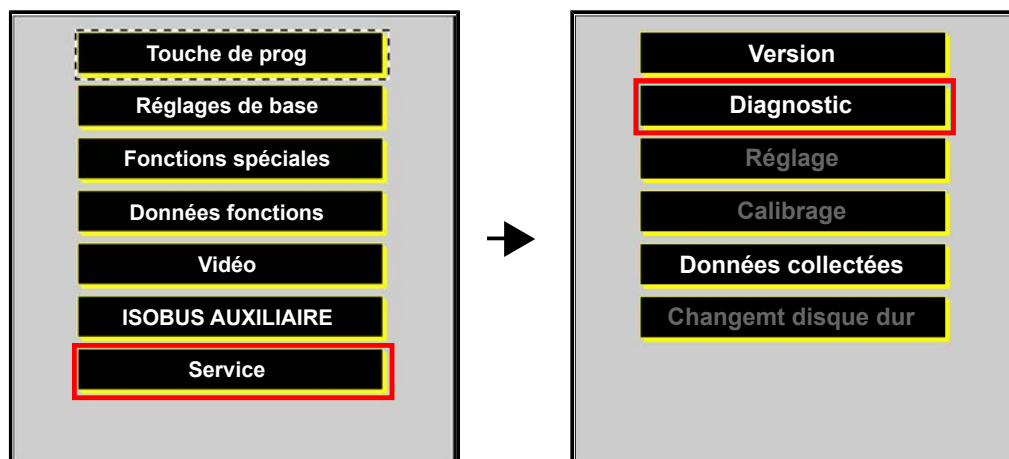 Touche de prog
Réglages de base
Fonctions spéciales
Données fonctions
Vidéo
ISOBUS AUXILIAIRE
Service
Version
Diagnostic
Réglage
Calibrage
Données collectées
Changemt disque dur